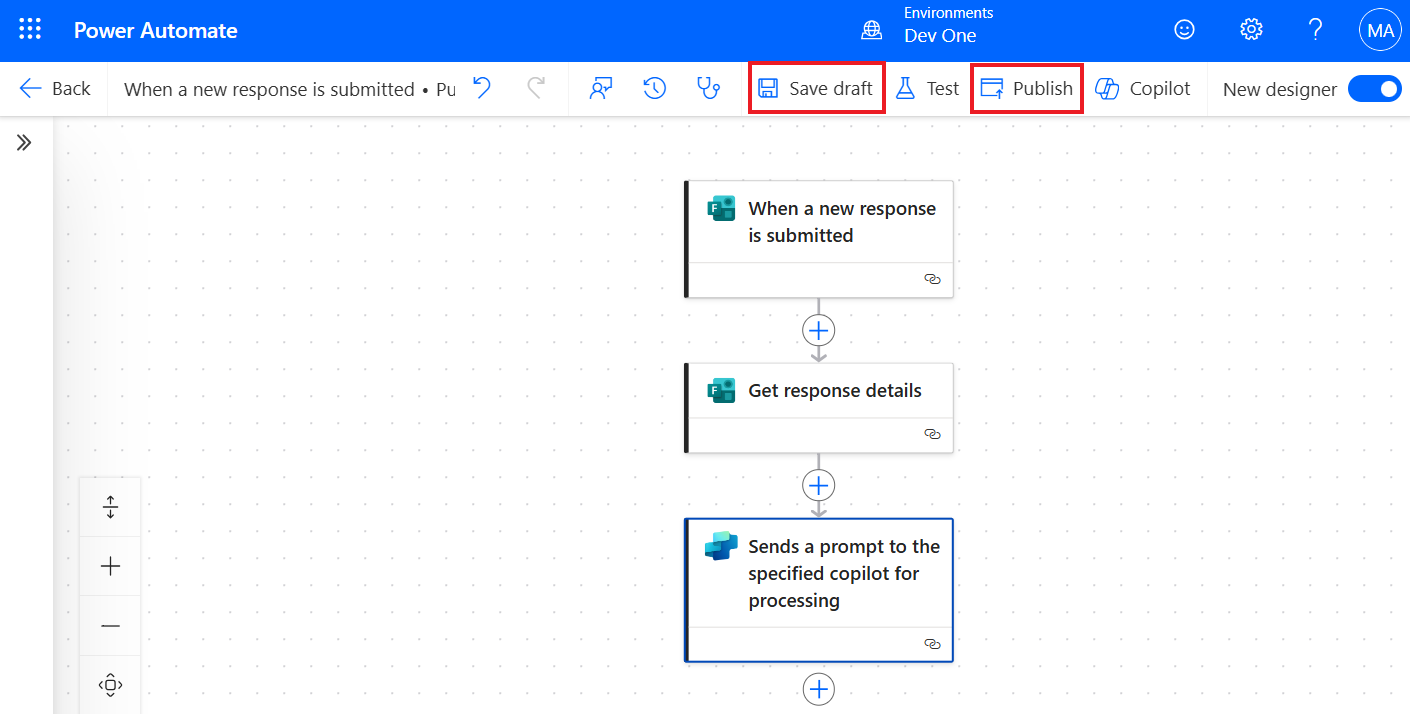 Power Automate
Environments
Dev One
MA
Back
When a new response is submitted • Pu
Save draft
Test
Publish
Copilot
New designer
F
When a new response
is submitted
F
Get response details
Sends a prompt to the
specified copilot for
processing